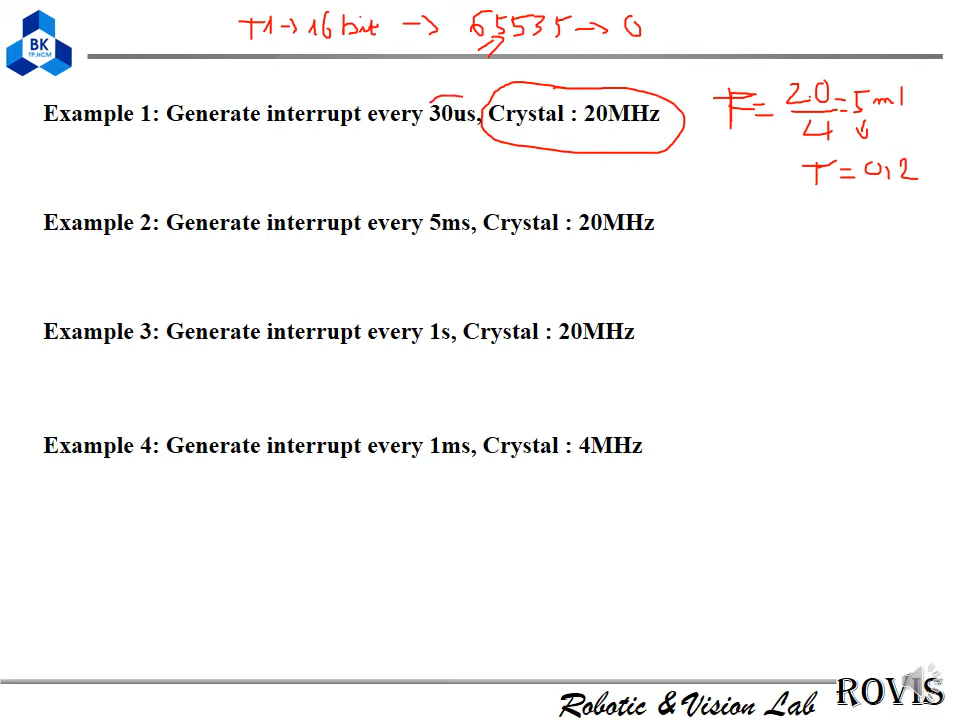 T1 → 16 bit → 65535 → 0
BK
TP.HCM
Example 1: Generate interrupt every 30us, Crystal : 20MHz
F = 20/4 = 5 ml
T = 0,2
Example 2: Generate interrupt every 5ms, Crystal : 20MHz
Example 3: Generate interrupt every 1s, Crystal : 20MHz
Example 4: Generate interrupt every 1ms, Crystal : 4MHz
Robotic & Vision Lab
ROVIS